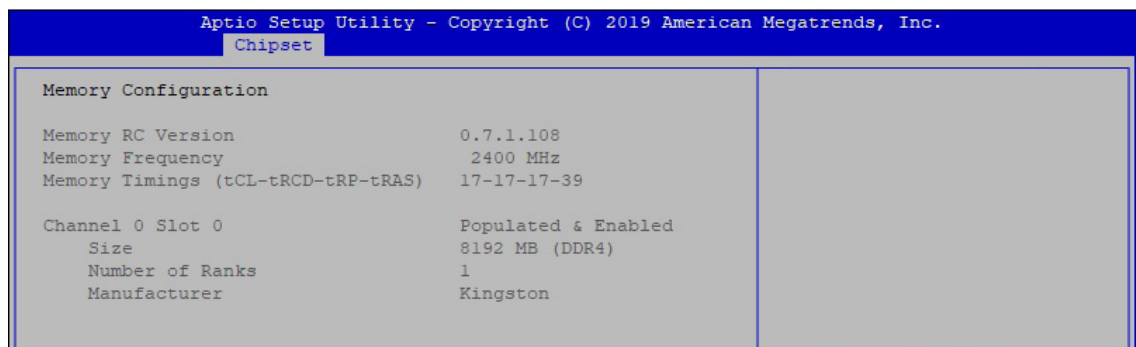 Aptio Setup Utility - Copyright (C) 2019 American Megatrends, Inc.
Chipset
Memory Configuration
Memory RC Version 0.7.1.108
Memory Frequency 2400 MHz
Memory Timings (tCL-tRCD-tRP-tRAS) 17-17-17-39
Channel 0 Slot 0 Populated & Enabled
Size 8192 MB (DDR4)
Number of Ranks 1
Manufacturer Kingston